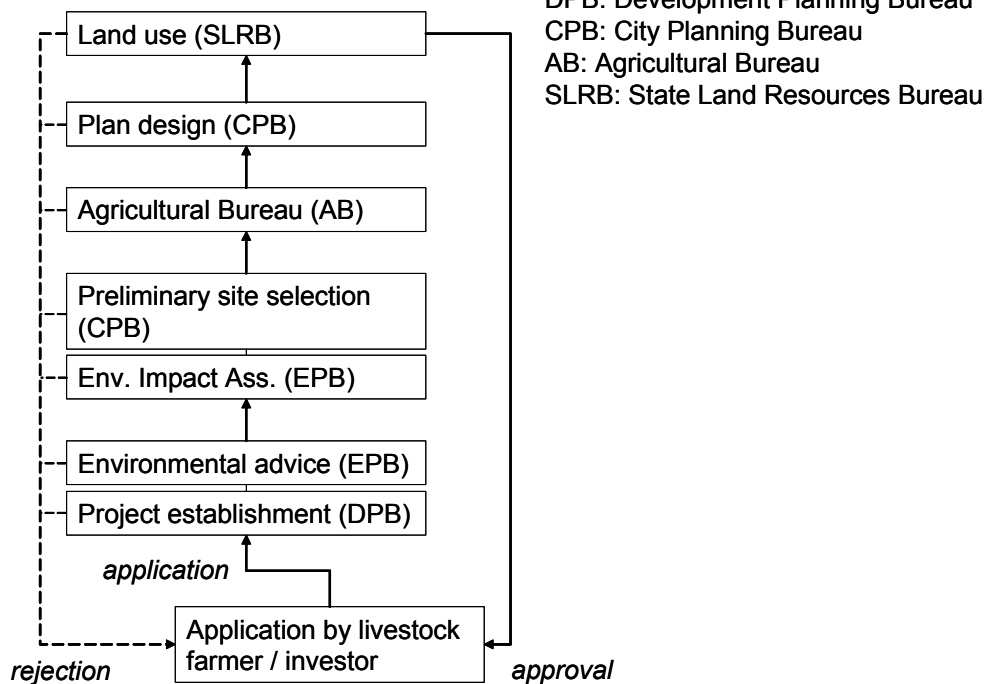 DPB: Development Planning Bureau
CPB: City Planning Bureau
AB: Agricultural Bureau
SLRB: State Land Resources Bureau
Land use (SLRB)
Plan design (CPB)
Agricultural Bureau (AB)
Preliminary site selection
(CPB)
Env. Impact Ass. (EPB)
Environmental advice (EPB)
Project establishment (DPB)
application
Application by livestock
farmer / investor
rejection
approval